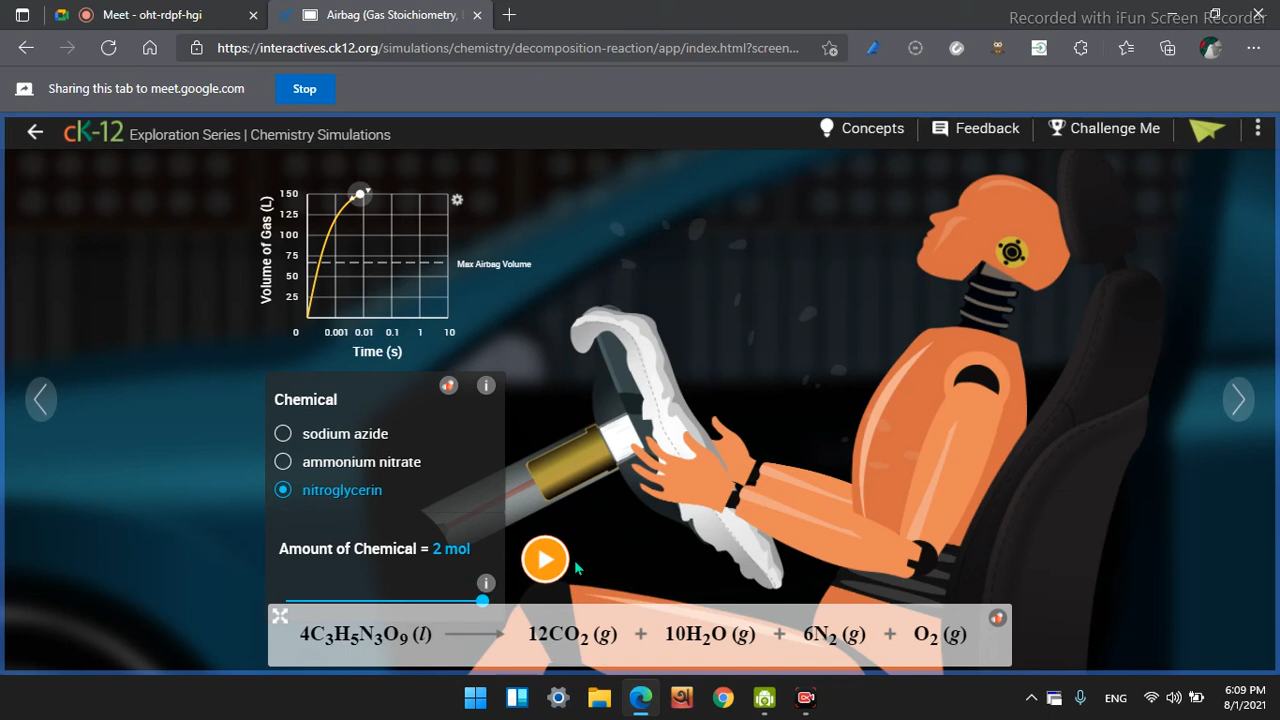 Meet - oht-rdpf-hgi
Airbag (Gas Stoichiometry,
Recorded with iFun Screen Recorder
https://interactives.ck12.org/simulations/chemistry/decomposition-reaction/app/index.html?screen...
Sharing this tab to meet.google.com
Stop
cK-12 Exploration Series | Chemistry Simulations
Concepts
Feedback
Challenge Me
Volume of Gas (L)
150
125
100
75
50
25
0
Max Airbag Volume
0.001 0.01 0.1 1 10
Time (s)
Chemical
sodium azide
ammonium nitrate
nitroglycerin
Amount of Chemical = 2 mol
4C₃H₅N₃O₉ (l) → 12CO₂ (g) + 10H₂O (g) + 6N₂ (g) + O₂ (g)
ENG
6:09 PM
8/1/2021